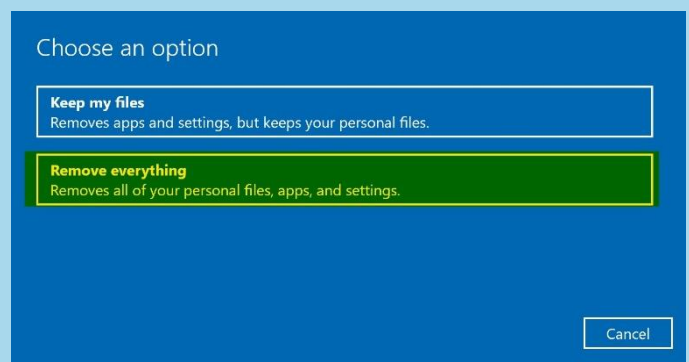 Choose an option
Keep my files
Removes apps and settings, but keeps your personal files.
Remove everything
Removes all of your personal files, apps, and settings.
Cancel